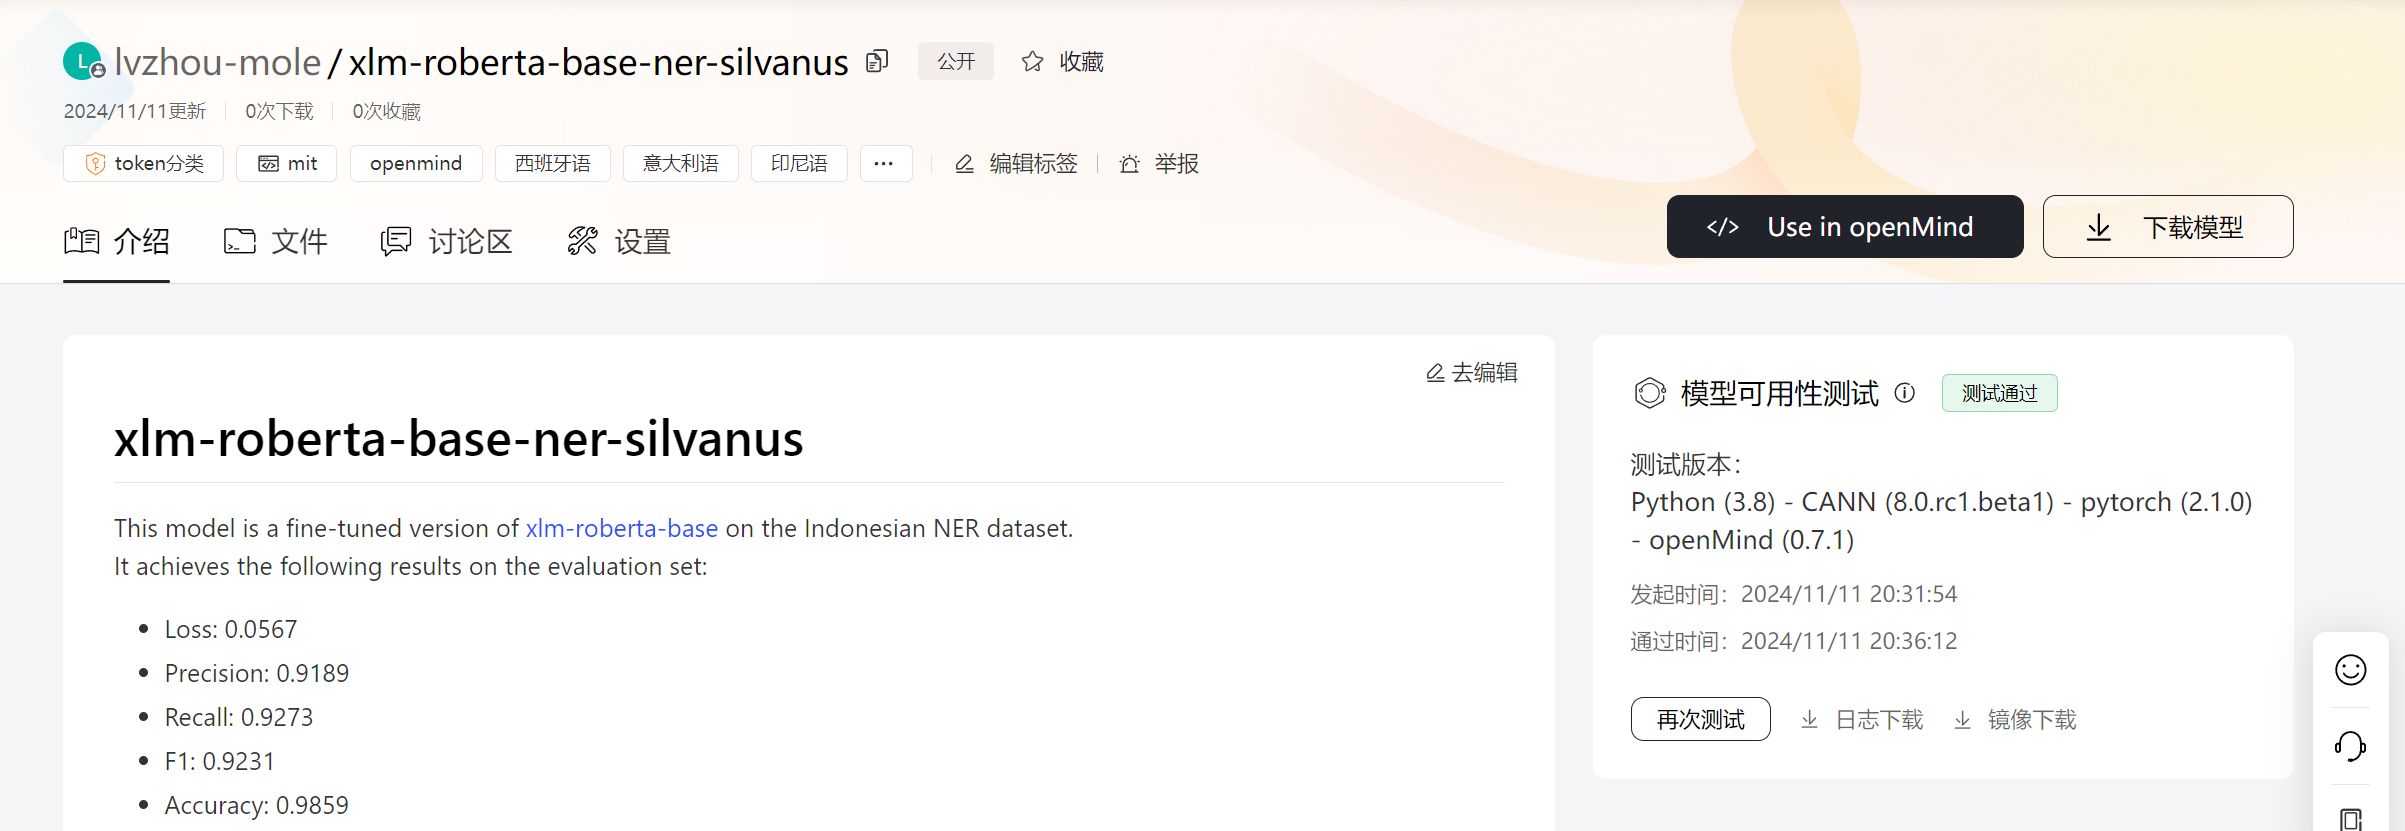 L lvzhou-mole / xlm-roberta-base-ner-silvanus 公开 收藏
2024/11/11更新 0次下载 0次收藏
token分类 mit openmind 西班牙语 意大利语 印尼语 ··· 编辑标签 举报
介绍 文件 讨论区 设置
</> Use in openMind 下载模型
去编辑
xlm-roberta-base-ner-silvanus
This model is a fine-tuned version of xlm-roberta-base on the Indonesian NER dataset.
It achieves the following results on the evaluation set:
• Loss: 0.0567
• Precision: 0.9189
• Recall: 0.9273
• F1: 0.9231
• Accuracy: 0.9859
模型可用性测试 测试通过
测试版本：
Python (3.8) - CANN (8.0.rc1.beta1) - pytorch (2.1.0)
- openMind (0.7.1)
发起时间：2024/11/11 20:31:54
通过时间：2024/11/11 20:36:12
再次测试 日志下载 镜像下载